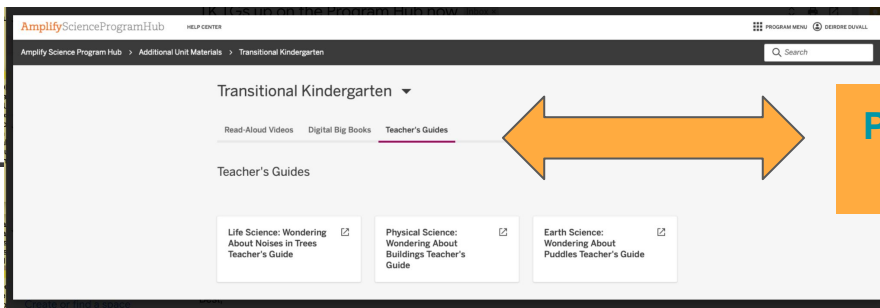 TK TGs up on the Program Hub now
AmplifyScienceProgramHub HELP CENTER PROGRAM MENU DEIRDRE DUVALL
Amplify Science Program Hub > Additional Unit Materials > Transitional Kindergarten Search
Transitional Kindergarten
Read-Aloud Videos Digital Big Books Teacher's Guides
P
Teacher's Guides
Life Science: Wondering
About Noises in Trees
Teacher's Guide
Physical Science:
Wondering About
Buildings Teacher's
Guide
Earth Science:
Wondering About
Puddles Teacher's Guide
Create or find a space